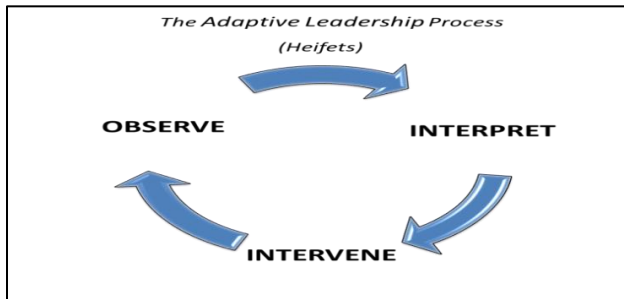 The Adaptive Leadership Process
(Heifets)
OBSERVE
INTERPRET
INTERVENE